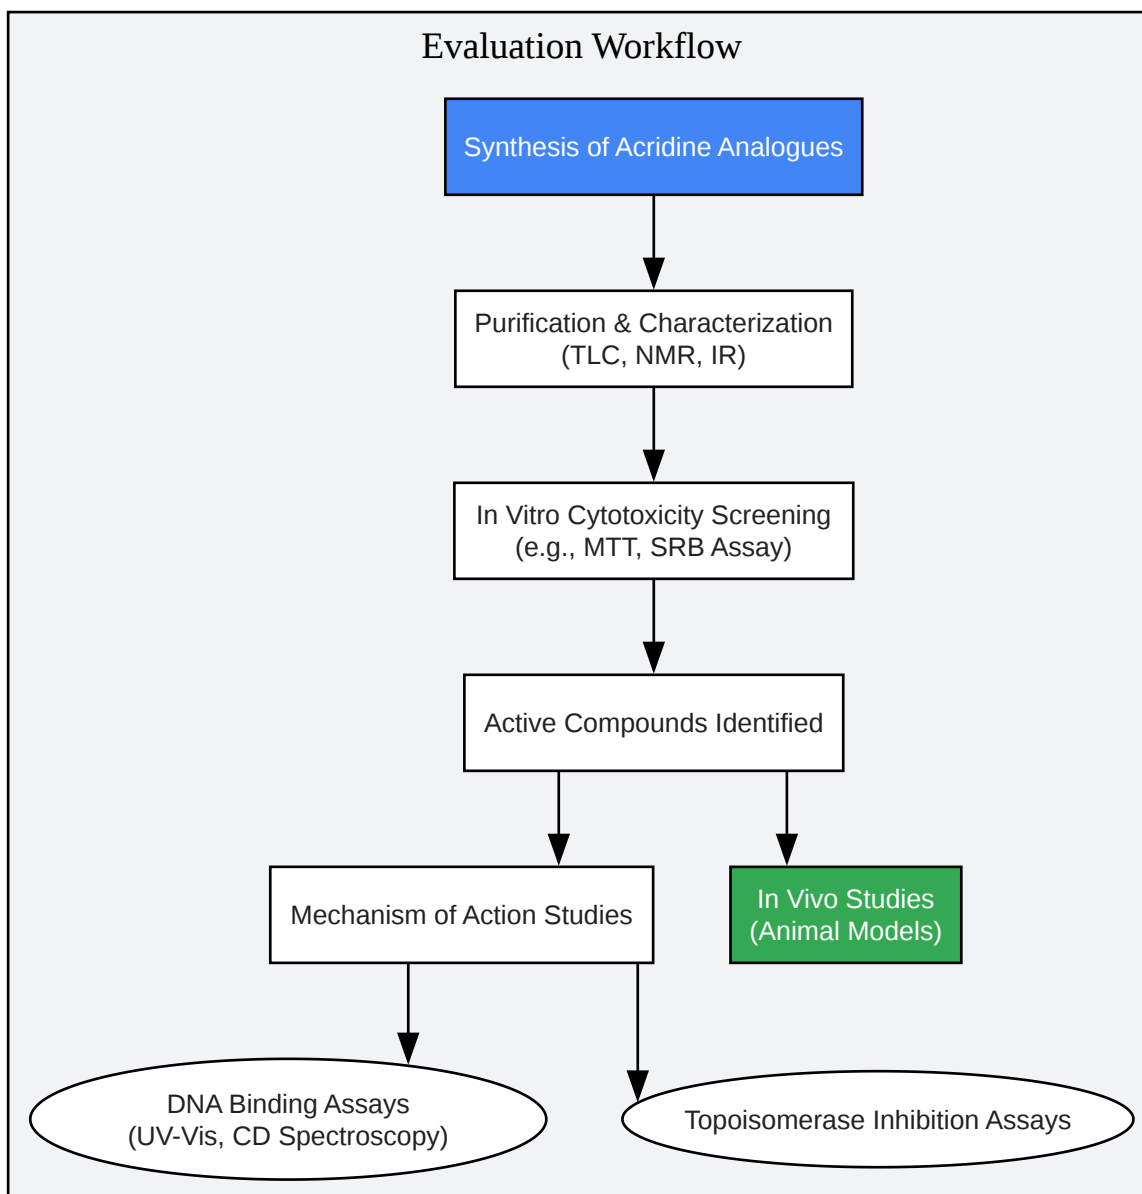 Evaluation Workflow
Synthesis of Acridine Analogues
Purification & Characterization
(TLC, NMR, IR)
In Vitro Cytotoxicity Screening
(e.g., MTT, SRB Assay)
Active Compounds Identified
Mechanism of Action Studies
In Vivo Studies
(Animal Models)
DNA Binding Assays
(UV-Vis, CD Spectroscopy)
Topoisomerase Inhibition Assays